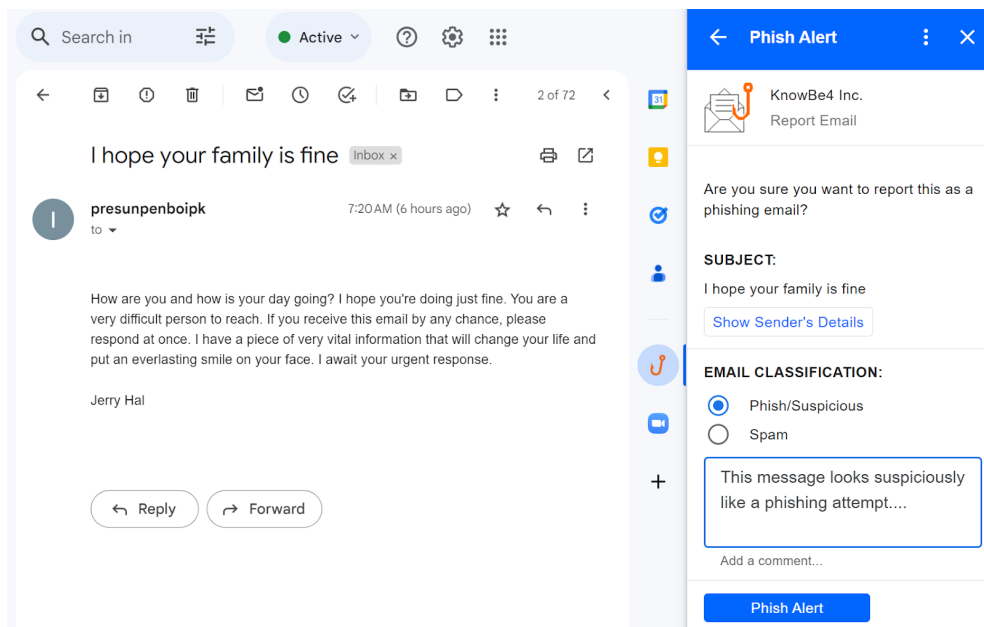 Search in
Active
2 of 72
I hope your family is fine
Inbox x
I
presunpenboipk
7:20 AM (6 hours ago)
to
How are you and how is your day going? I hope you're doing just fine. You are a
very difficult person to reach. If you receive this email by any chance, please
respond at once. I have a piece of very vital information that will change your life and
put an everlasting smile on your face. I await your urgent response.
Jerry Hal
Reply
Forward
31
Phish Alert
KnowBe4 Inc.
Report Email
Are you sure you want to report this as a
phishing email?
SUBJECT:
I hope your family is fine
Show Sender's Details
EMAIL CLASSIFICATION:
Phish/Suspicious
Spam
This message looks suspiciously
like a phishing attempt....
Add a comment...
Phish Alert